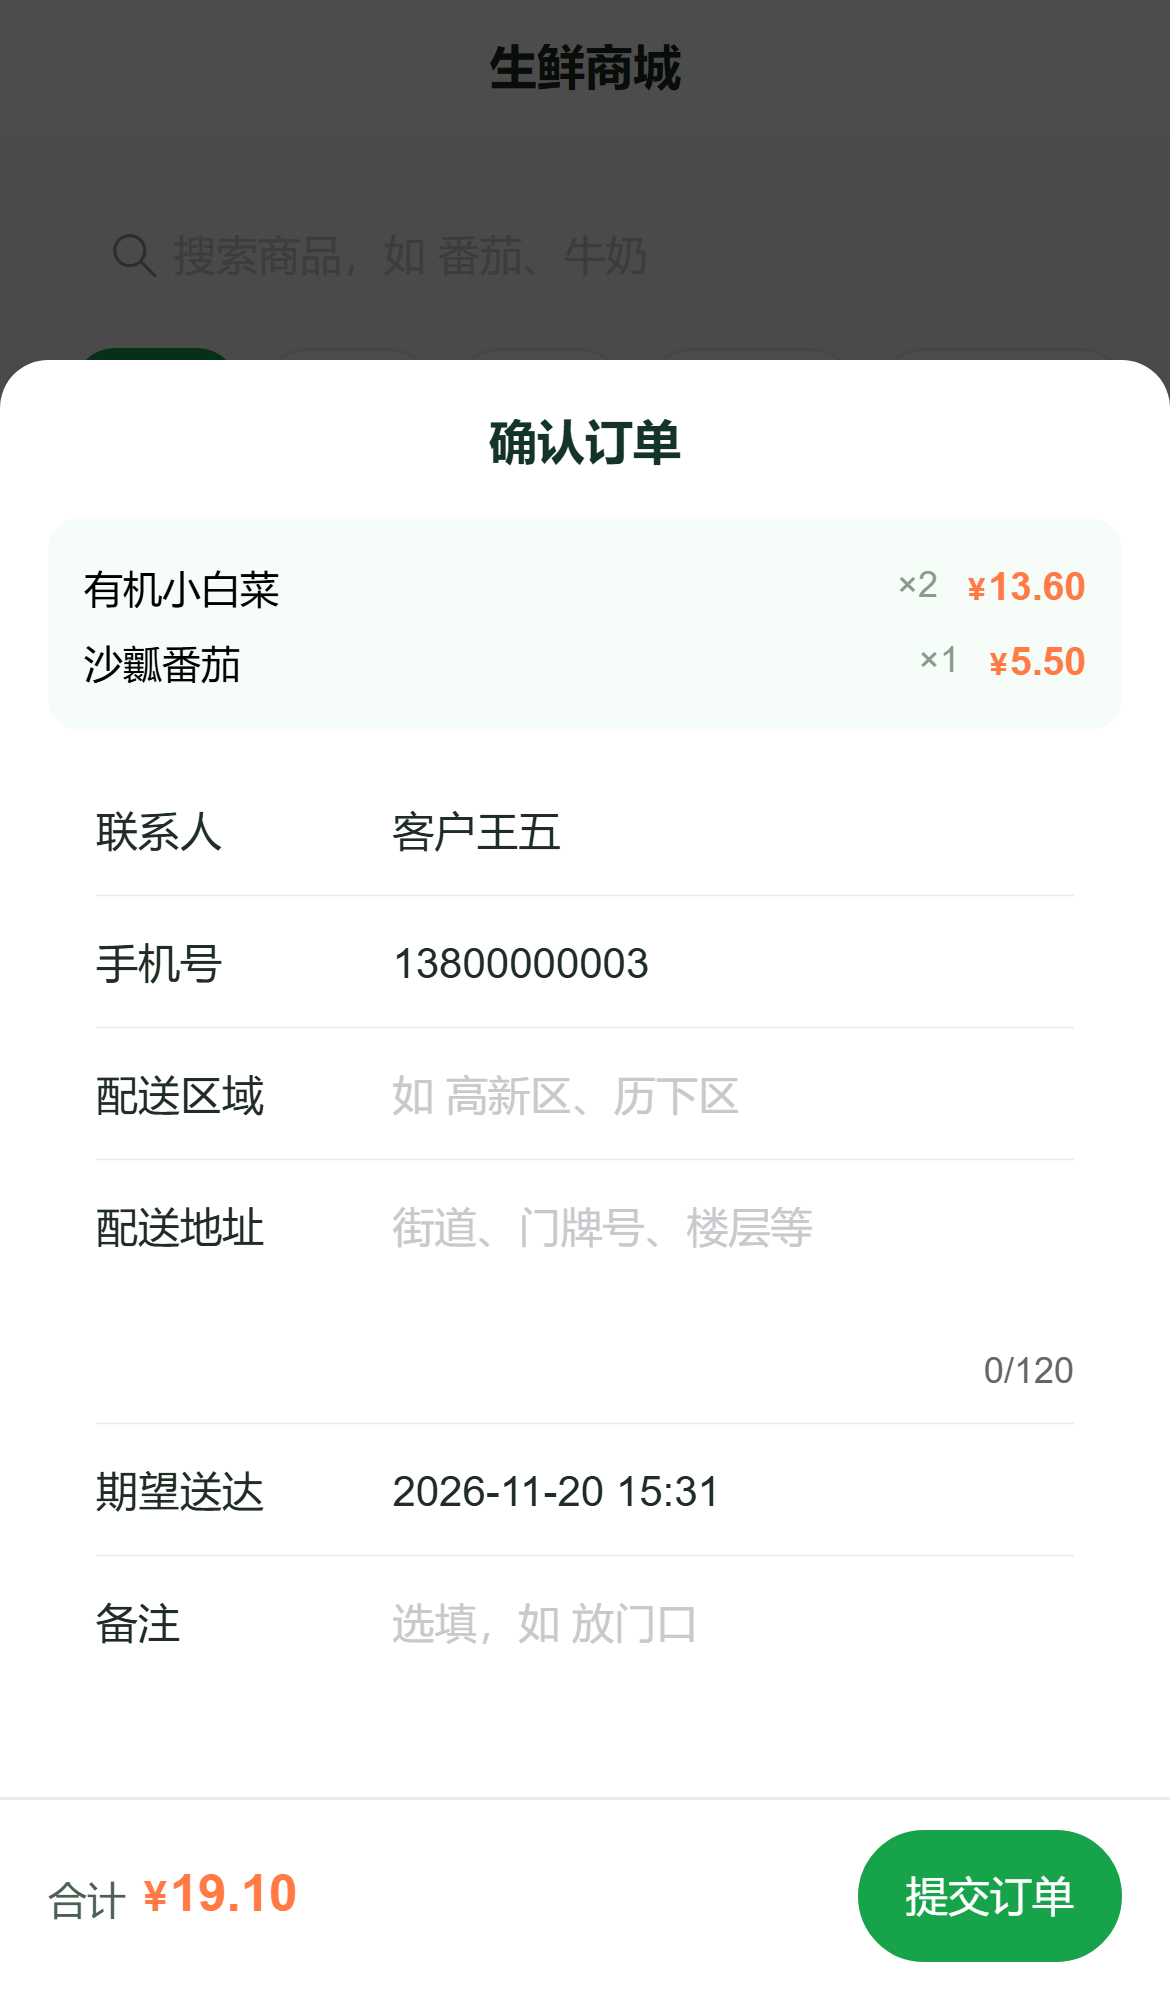 生鲜商城
搜索商品，如 番茄、牛奶
确认订单
有机小白菜 ×2 ¥13.60
沙瓤番茄 ×1 ¥5.50
联系人 客户王五
手机号 13800000003
配送区域 如 高新区、历下区
配送地址 街道、门牌号、楼层等
0/120
期望送达 2026-11-20 15:31
备注 选填，如 放门口
合计 ¥19.10 提交订单